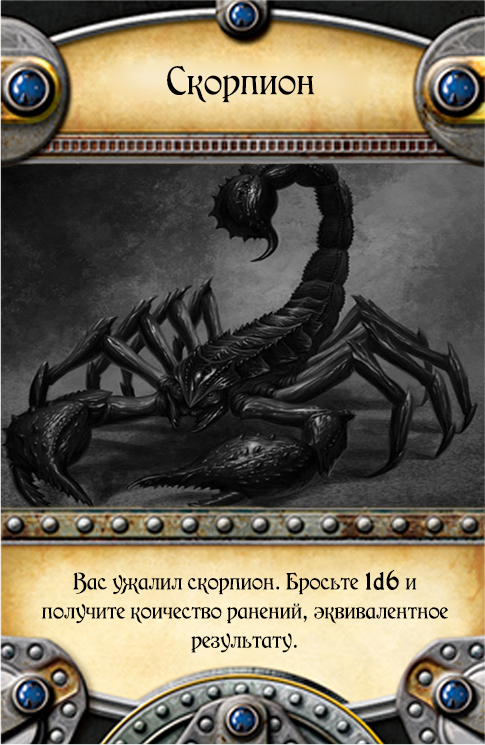 Скорпион
Вас ужалил скорпион. Бросьте 1d6 и
получите коичество ранений, эквивалентное
результату.